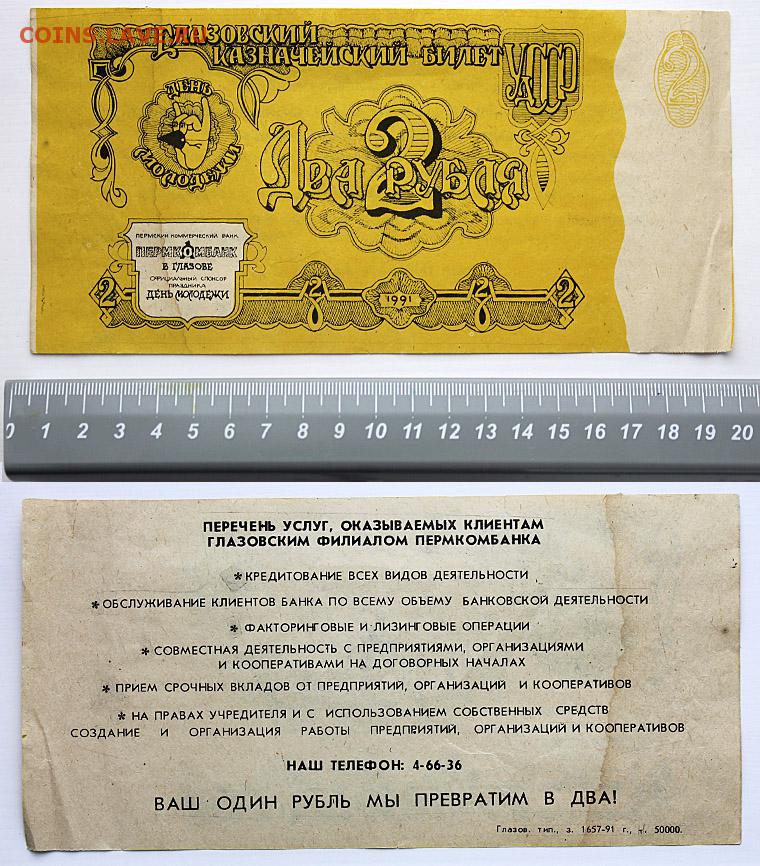 COINS.LAVE.RU
ГЛАЗОВСКИЙ
КАЗНАЧЕЙСКИЙ БИЛЕТ
УАССР
2
ДЕНЬ
МОЛОДЕЖИ
ДВА РУБЛЯ
2
ПЕРМСКИЙ КОММЕРЧЕСКИЙ БАНК
ПЕРМКОМБАНК
В ГЛАЗОВЕ
ОФИЦИАЛЬНЫЙ СПОНСОР
ПРАЗДНИКА
ДЕНЬ МОЛОДЕЖИ
2 2 1991 2 2
0 1 2 3 4 5 6 7 8 9 10 11 12 13 14 15 16 17 18 19 20
ПЕРЕЧЕНЬ УСЛУГ, ОКАЗЫВАЕМЫХ КЛИЕНТАМ
ГЛАЗОВСКИМ ФИЛИАЛОМ ПЕРМКОМБАНКА
* КРЕДИТОВАНИЕ ВСЕХ ВИДОВ ДЕЯТЕЛЬНОСТИ
* ОБСЛУЖИВАНИЕ КЛИЕНТОВ БАНКА ПО ВСЕМУ ОБЪЕМУ БАНКОВСКОЙ ДЕЯТЕЛЬНОСТИ
* ФАКТОРИНГОВЫЕ И ЛИЗИНГОВЫЕ ОПЕРАЦИИ
* СОВМЕСТНАЯ ДЕЯТЕЛЬНОСТЬ С ПРЕДПРИЯТИЯМИ, ОРГАНИЗАЦИЯМИ
И КООПЕРАТИВАМИ НА ДОГОВОРНЫХ НАЧАЛАХ
* ПРИЕМ СРОЧНЫХ ВКЛАДОВ ОТ ПРЕДПРИЯТИЙ, ОРГАНИЗАЦИЙ И КООПЕРАТИВОВ
* НА ПРАВАХ УЧРЕДИТЕЛЯ И С ИСПОЛЬЗОВАНИЕМ СОБСТВЕННЫХ СРЕДСТВ
СОЗДАНИЕ И ОРГАНИЗАЦИЯ РАБОТЫ ПРЕДПРИЯТИЙ, ОРГАНИЗАЦИЙ И КООПЕРАТИВОВ
НАШ ТЕЛЕФОН: 4-66-36
ВАШ ОДИН РУБЛЬ МЫ ПРЕВРАТИМ В ДВА!
Глазов. тип., з. 1657-91 г., т. 50000.